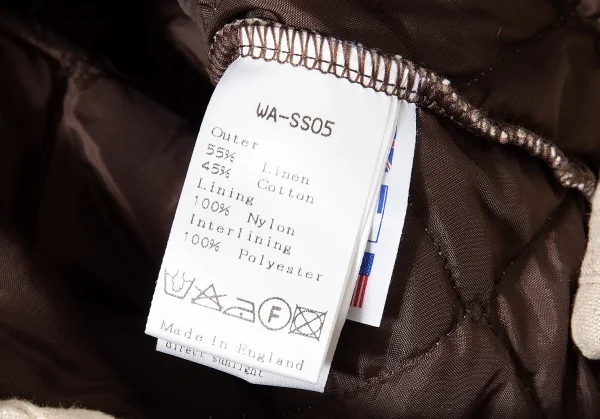 WA-SS05
Outer
55% Linen
45% Cotton
Lining
100% Nylon
Interlining
100% Polyester
F
Made in England
direct sunlight